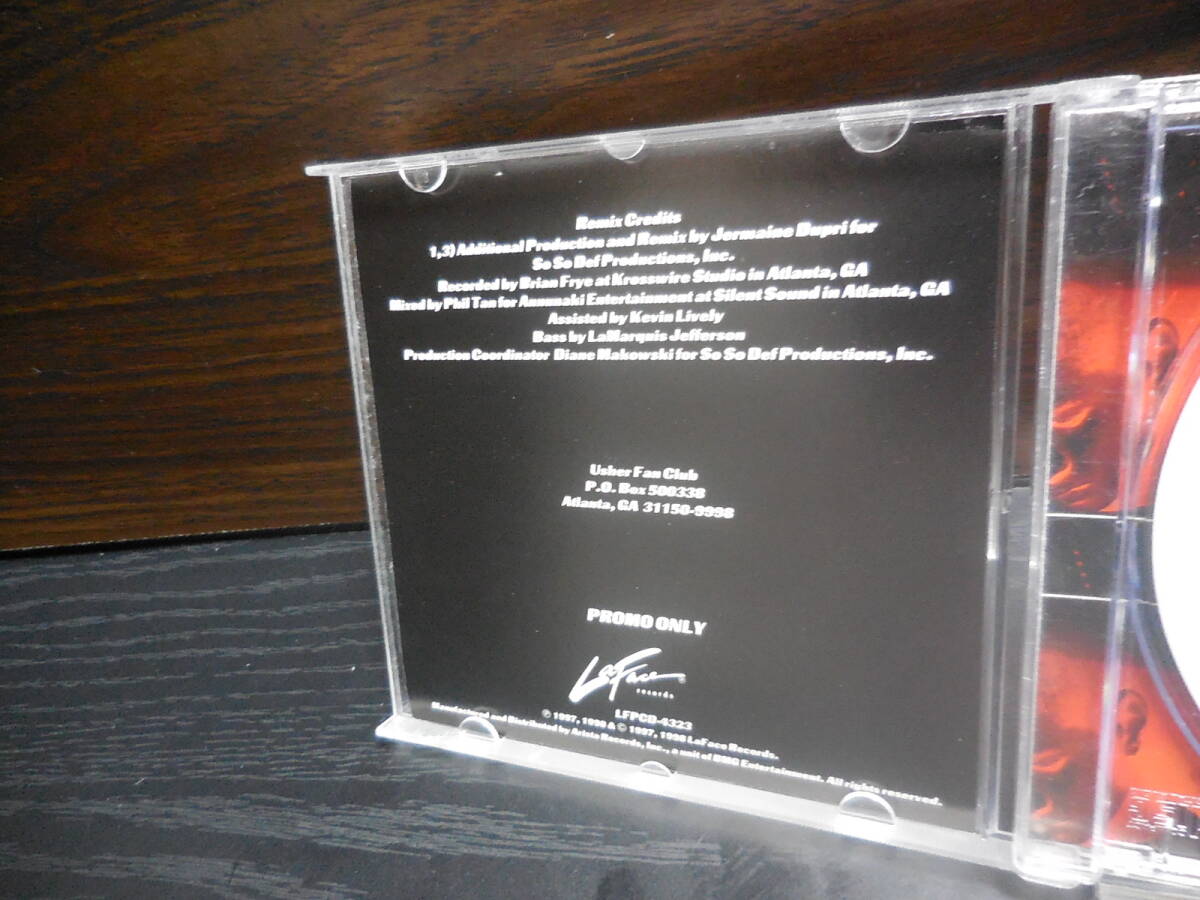 Remix Credits
1,3) Additional Production and Remix by Jermaine Dupri for
So So Def Productions, Inc.
Recorded by Brian Frye at Krosswire Studio in Atlanta, GA
Mixed by Phil Tan for Annunaki Entertainment at Silent Sound in Atlanta, GA
Assisted by Kevin Lively
Bass by LaMarquis Jefferson
Production Coordinator Diane Makowski for So So Def Productions, Inc.
Usher Fan Club
P.O. Box 500338
Atlanta, GA 31150-9998
PROMO ONLY
LaFace
records
LFPCD-4323
℗ 1997, 1998 & © 1997, 1998 LaFace Records.
Manufactured and Distributed by Arista Records, Inc., a unit of BMG Entertainment. All rights reserved.